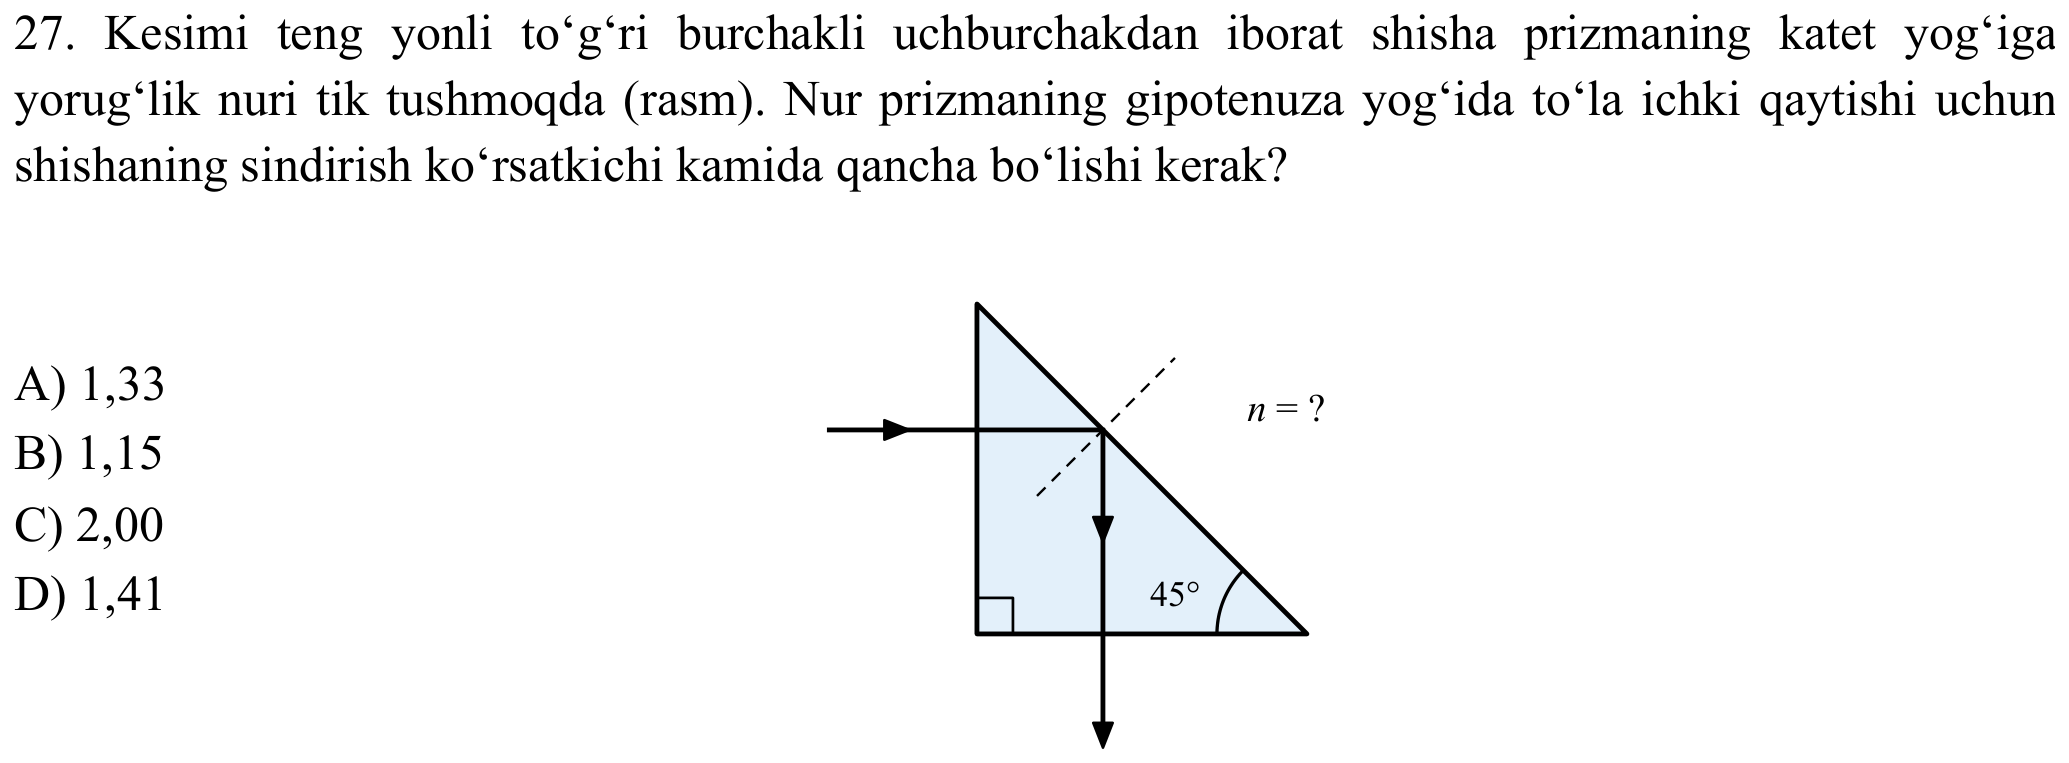 27. Kesimi teng yonli to‘g‘ri burchakli uchburchakdan iborat shisha prizmaning katet yog‘iga
yorug‘lik nuri tik tushmoqda (rasm). Nur prizmaning gipotenuza yog‘ida to‘la ichki qaytishi uchun
shishaning sindirish ko‘rsatkichi kamida qancha bo‘lishi kerak?
A) 1,33
B) 1,15
C) 2,00
D) 1,41
n = ?
45°